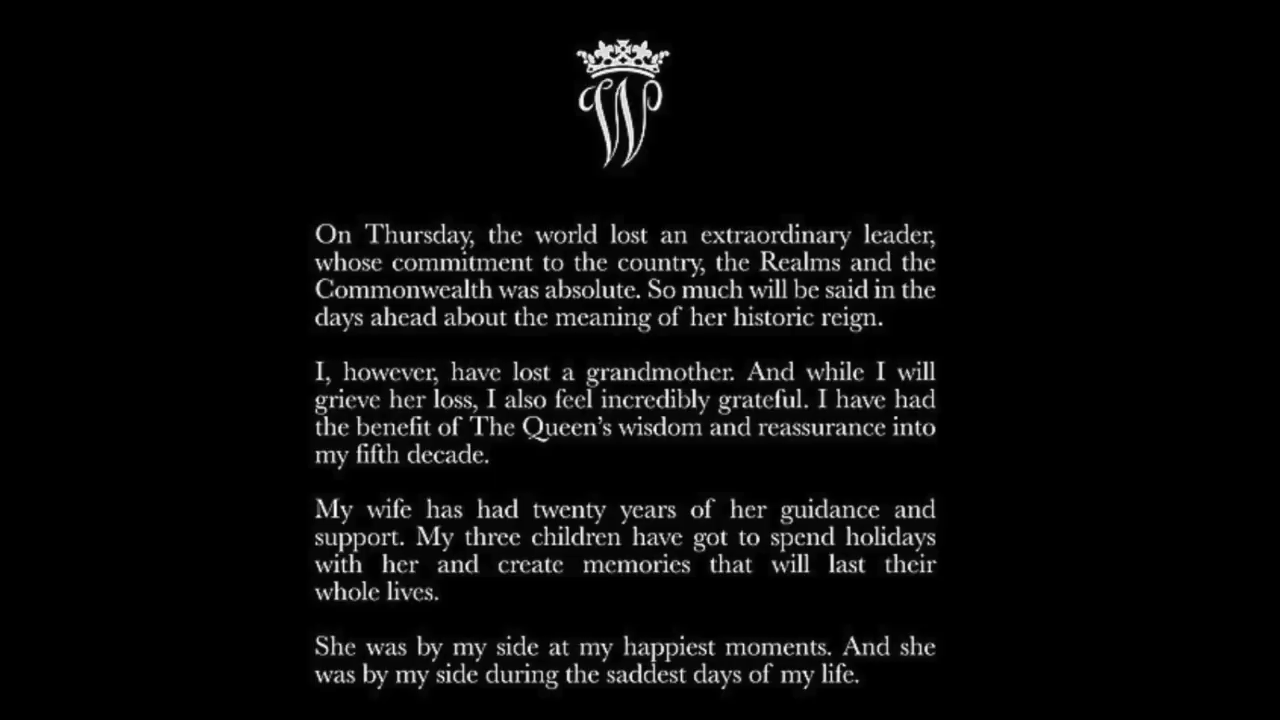 W
On Thursday, the world lost an extraordinary leader,
whose commitment to the country, the Realms and the
Commonwealth was absolute. So much will be said in the
days ahead about the meaning of her historic reign.
I, however, have lost a grandmother. And while I will
grieve her loss, I also feel incredibly grateful. I have had
the benefit of The Queen’s wisdom and reassurance into
my fifth decade.
My wife has had twenty years of her guidance and
support. My three children have got to spend holidays
with her and create memories that will last their
whole lives.
She was by my side at my happiest moments. And she
was by my side during the saddest days of my life.